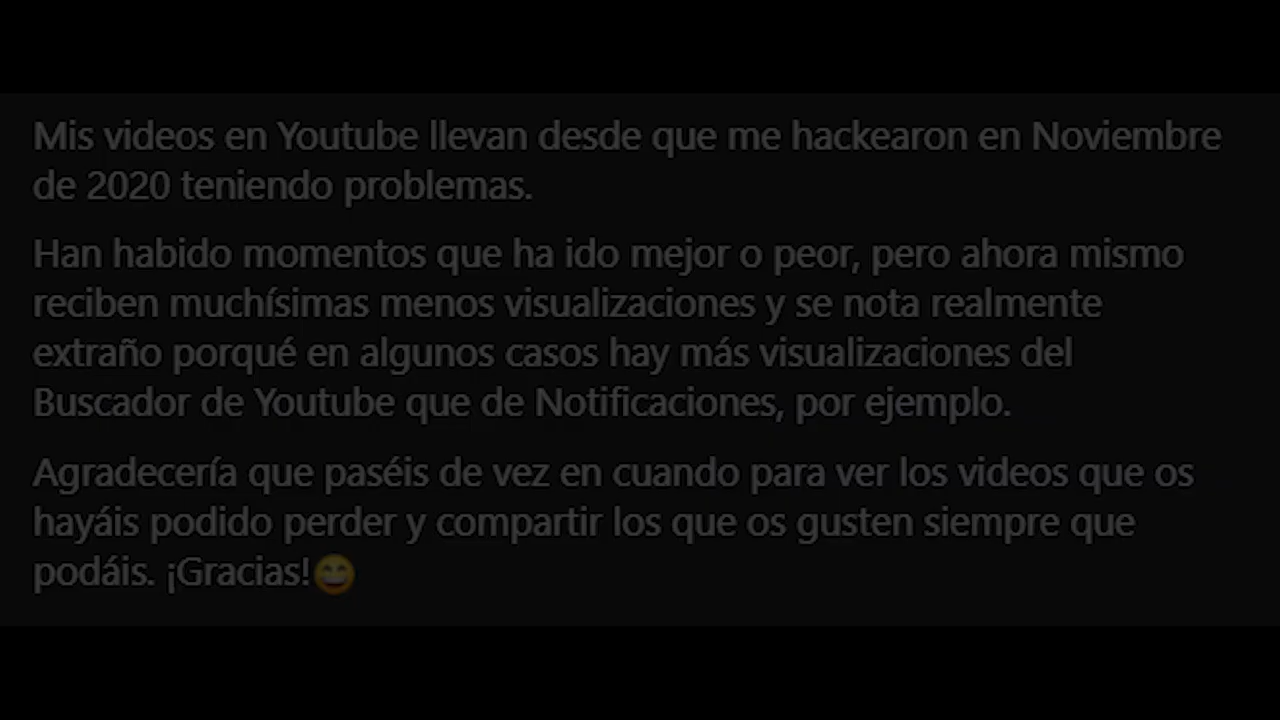 Mis videos en Youtube llevan desde que me hackearon en Noviembre
de 2020 teniendo problemas.
Han habido momentos que ha ido mejor o peor, pero ahora mismo
reciben muchísimas menos visualizaciones y se nota realmente
extraño porqué en algunos casos hay más visualizaciones del
Buscador de Youtube que de Notificaciones, por ejemplo.
Agradecería que paséis de vez en cuando para ver los videos que os
hayáis podido perder y compartir los que os gusten siempre que
podáis. ¡Gracias!😄